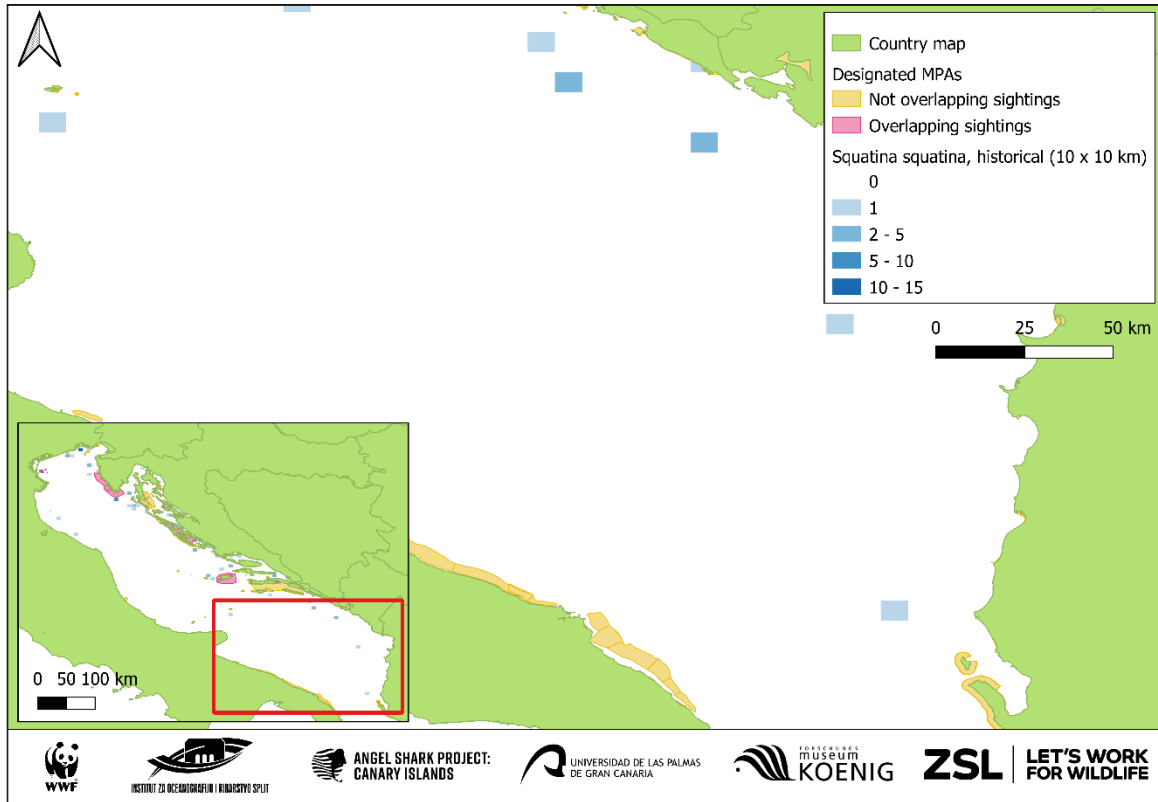 Country map
Designated MPAs
Not overlapping sightings
Overlapping sightings
Squatina squatina, historical (10 x 10 km)
0
1
2 - 5
5 - 10
10 - 15
0 25 50 km
0 50 100 km
WWF
INSTITUT ZA OCEANOGRAFIJU I RIBARSTVO SPLIT
ANGEL SHARK PROJECT:
CANARY ISLANDS
UNIVERSIDAD DE LAS PALMAS
DE GRAN CANARIA
FORSCHUNGS
museum
KOENIG
ZSL
LET'S WORK
FOR WILDLIFE